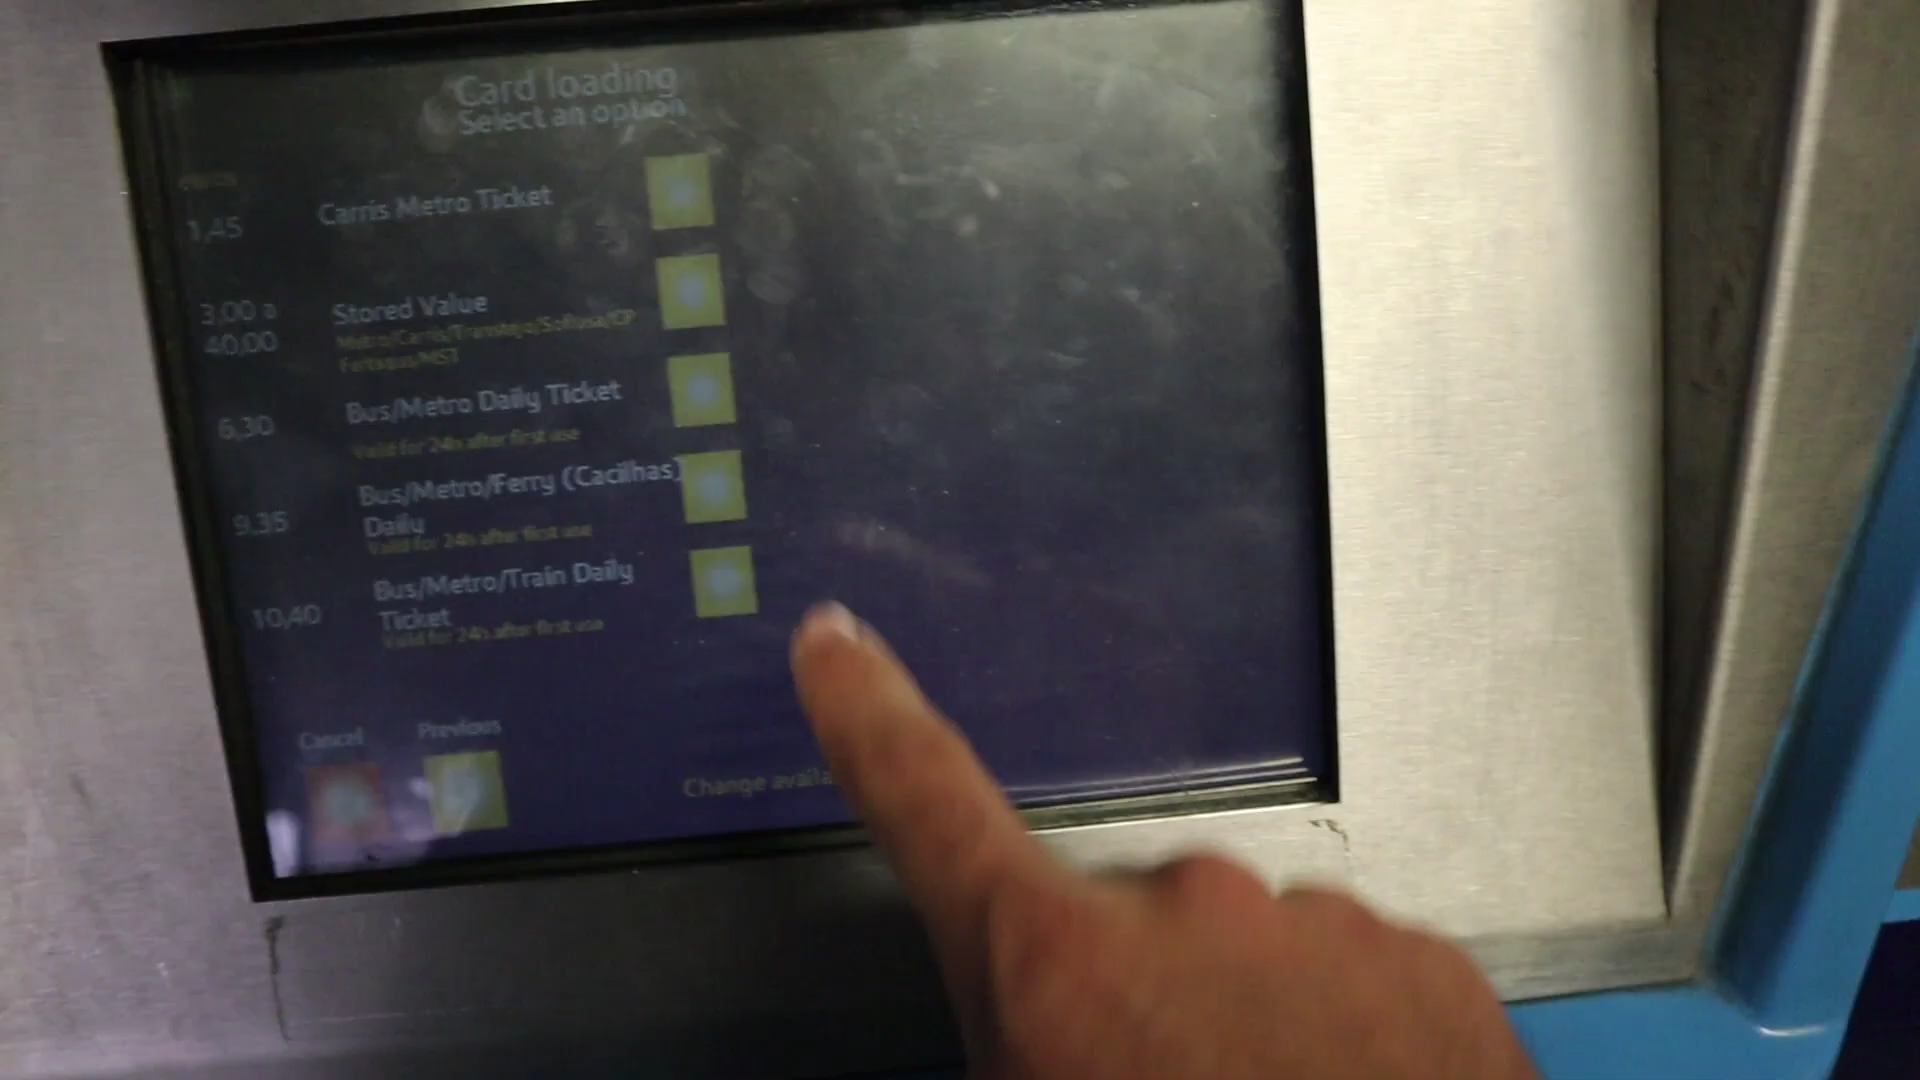 Card loading
Select an option
1,45 Carris Metro Ticket
3,00 a
40,00
Stored Value
Metro/Carris/Transtejo/Soflusa/CP
Fertagus/MST
6,30 Bus/Metro Daily Ticket
Valid for 24h after first use
9,35 Bus/Metro/Ferry (Cacilhas)
Daily
Valid for 24h after first use
10,40 Bus/Metro/Train Daily
Ticket
Valid for 24h after first use
Cancel Previous
Change availa